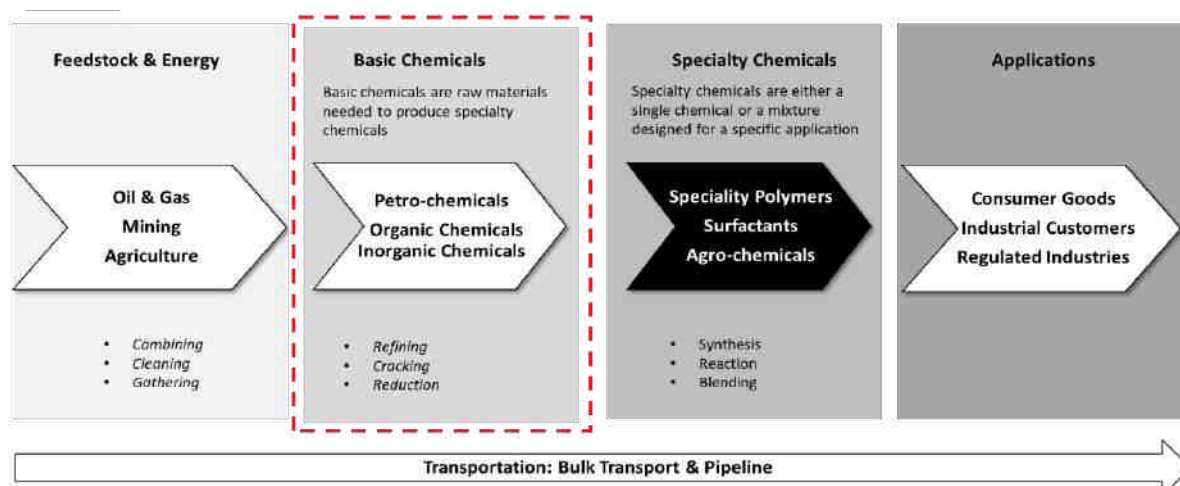 Feedstock & Energy
Oil & Gas
Mining
Agriculture
• Combining
• Cleaning
• Gathering
Basic Chemicals
Basic chemicals are raw materials
needed to produce specialty
chemicals
Petro-chemicals
Organic Chemicals
Inorganic Chemicals
• Refining
• Cracking
• Reduction
Specialty Chemicals
Specialty chemicals are either a
single chemical or a mixture
designed for a specific application
Speciality Polymers
Surfactants
Agro-chemicals
• Synthesis
• Reaction
• Blending
Applications
Consumer Goods
Industrial Customers
Regulated Industries
Transportation: Bulk Transport & Pipeline